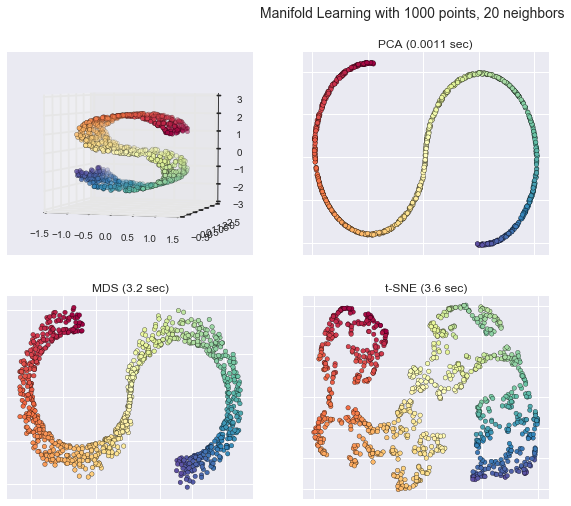 Manifold Learning with 1000 points, 20 neighbors
PCA (0.0011 sec)
3
2
1
0
-1
-2
-3
-1.5 -1.0 -0.5 0.0 0.5 1.0 1.5
MDS (3.2 sec)
t-SNE (3.6 sec)